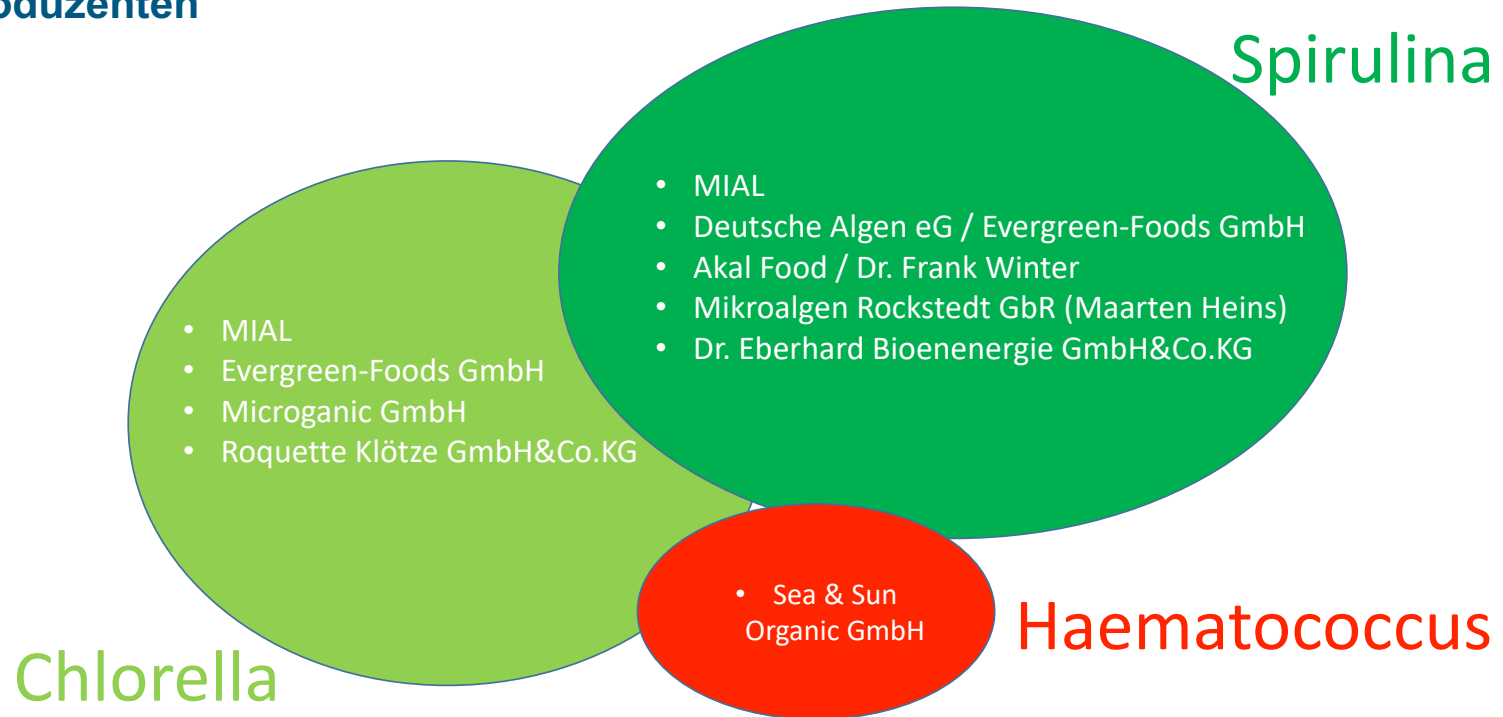 oduzenten
Spirulina
• MIAL
• Deutsche Algen eG / Evergreen-Foods GmbH
• Akal Food / Dr. Frank Winter
• Mikroalgen Rockstedt GbR (Maarten Heins)
• Dr. Eberhard Bioenenergie GmbH&Co.KG
• MIAL
• Evergreen-Foods GmbH
• Microganic GmbH
• Roquette Klötze GmbH&Co.KG
• Sea & Sun
Organic GmbH
Haematococcus
Chlorella